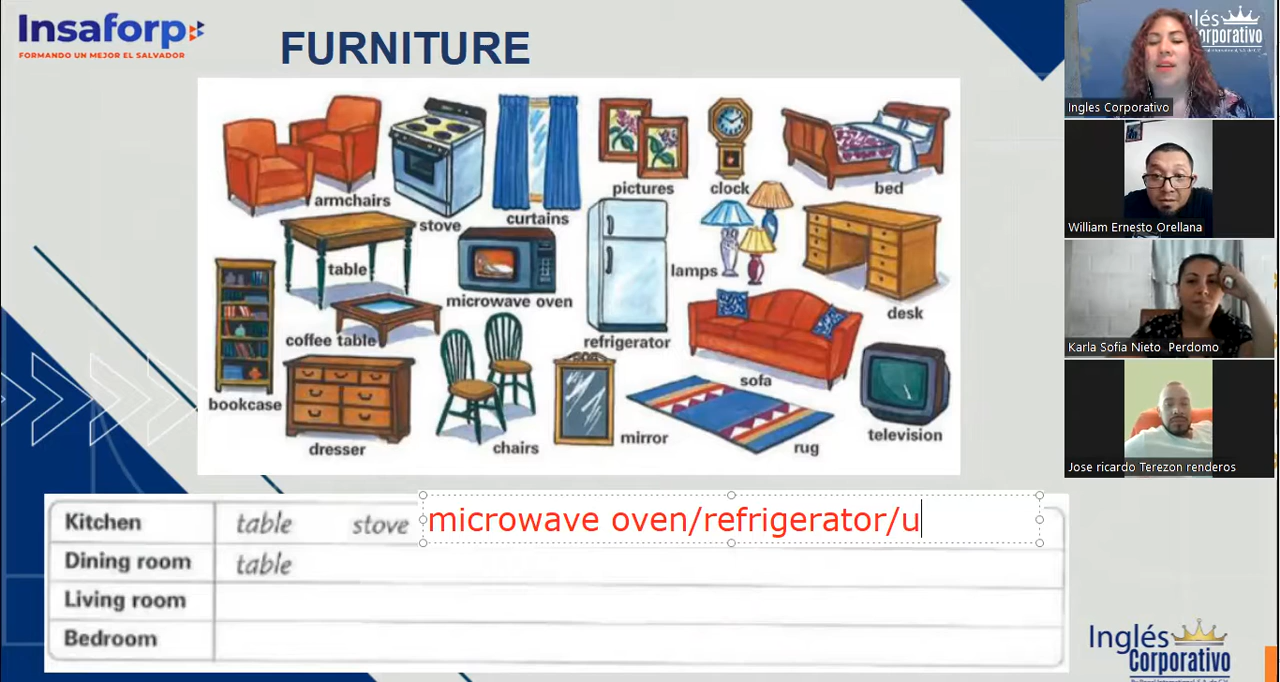 Insaforp
FORMANDO UN MEJOR EL SALVADOR
FURNITURE
armchairs
stove
curtains
pictures
clock
bed
table
microwave oven
lamps
desk
coffee table
refrigerator
sofa
bookcase
dresser
chairs
mirror
rug
television
Kitchen table stove microwave oven/refrigerator/u
Dining room table
Living room
Bedroom
Inglés
Corporativo
glés
orporativo
Ingles Corporativo
William Ernesto Orellana
Karla Sofia Nieto Perdomo
Jose ricardo Terezon renderos